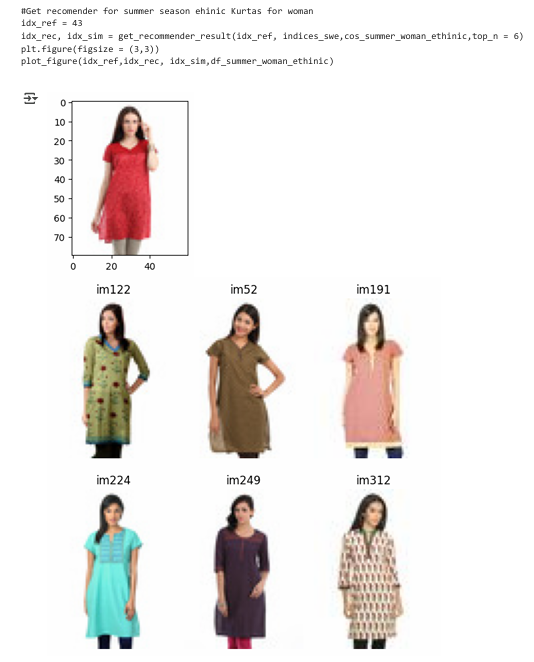 #Get recomender for summer season ehinic Kurtas for woman
idx_ref = 43
idx_rec, idx_sim = get_recommender_result(idx_ref, indices_swe,cos_summer_woman_ethinic,top_n = 6)
plt.figure(figsize = (3,3))
plot_figure(idx_ref,idx_rec, idx_sim,df_summer_woman_ethinic)
0
10
20
30
40
50
60
70
0 20 40
im122 im52 im191
im224 im249 im312